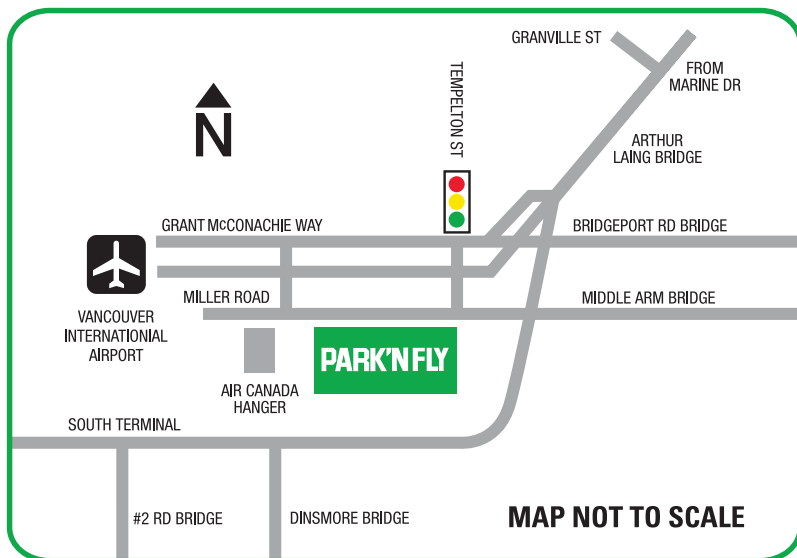 GRANVILLE ST
FROM
MARINE DR
TEMPELTON ST
N
ARTHUR
LAING BRIDGE
GRANT McCONACHIE WAY
BRIDGEPORT RD BRIDGE
MILLER ROAD
MIDDLE ARM BRIDGE
VANCOUVER
INTERNATIONIAL
AIRPORT
PARK'N FLY
AIR CANADA
HANGER
SOUTH TERMINAL
#2 RD BRIDGE
DINSMORE BRIDGE
MAP NOT TO SCALE